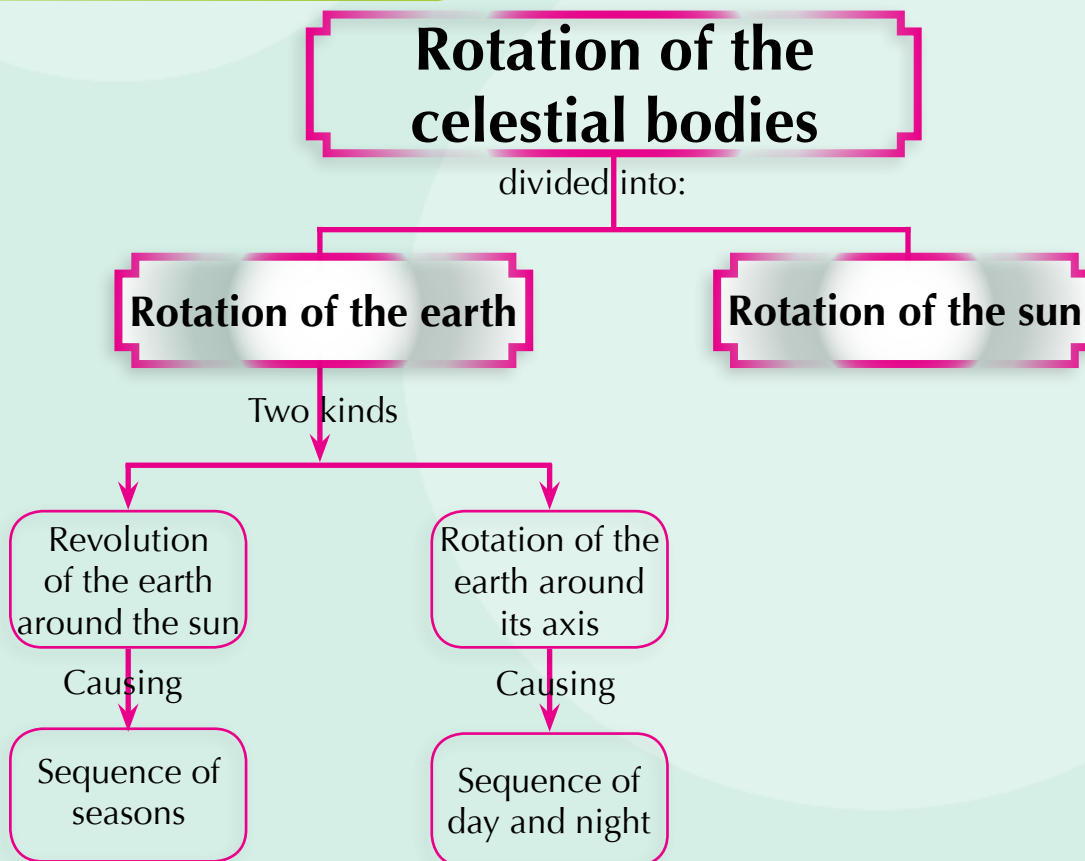 Rotation of the
celestial bodies
divided into:
Rotation of the earth
Rotation of the sun
Two kinds
Revolution
of the earth
around the sun
Rotation of the
earth around
its axis
Causing
Causing
Sequence of
seasons
Sequence of
day and night